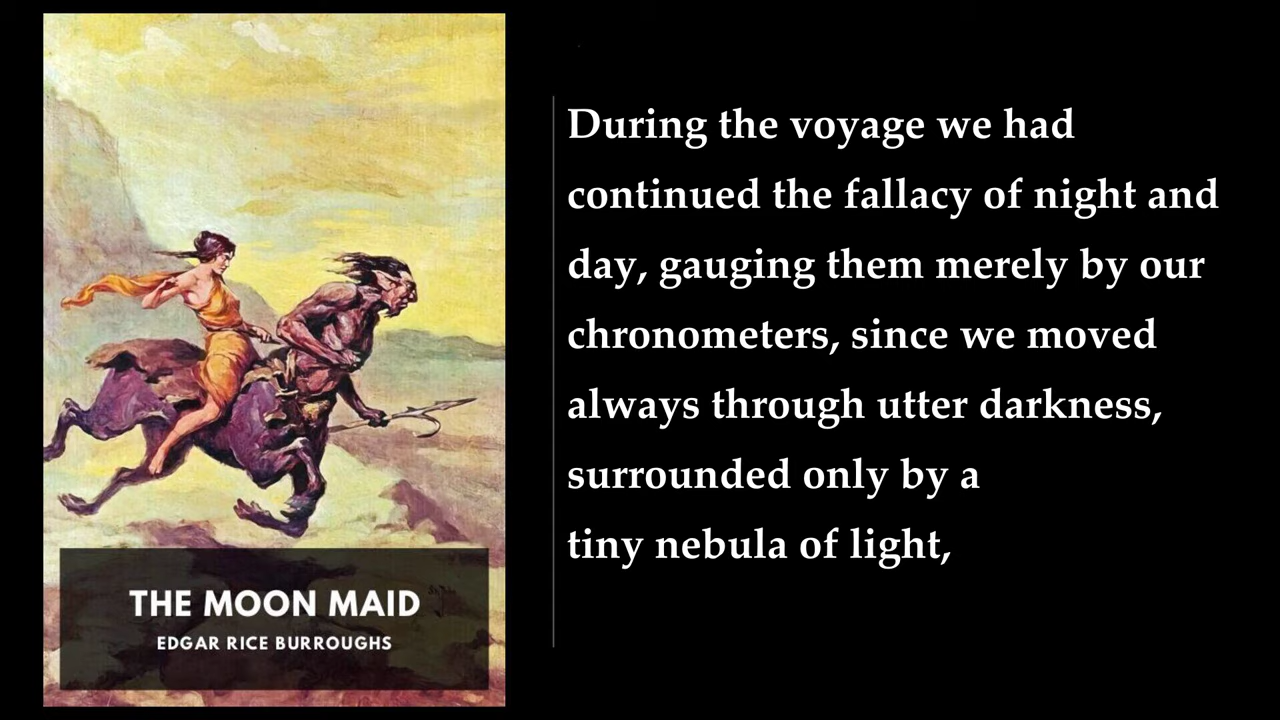 During the voyage we had
continued the fallacy of night and
day, gauging them merely by our
chronometers, since we moved
always through utter darkness,
surrounded only by a
tiny nebula of light,
THE MOON MAID
EDGAR RICE BURROUGHS